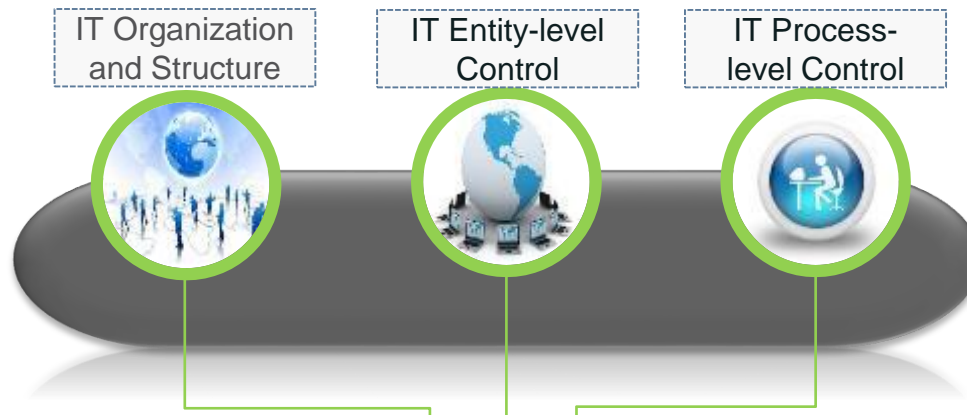 IT Organization
and Structure
IT Entity-level
Control
IT Process-
level Control